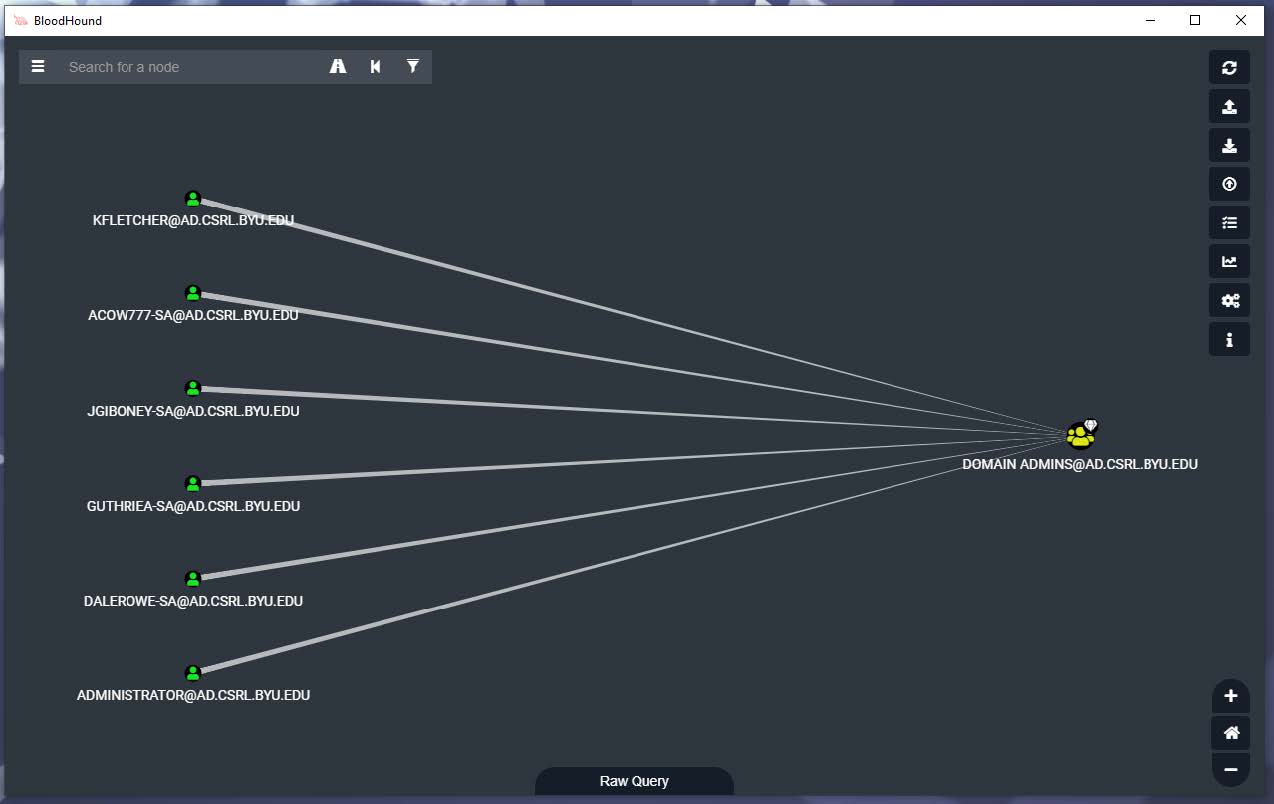 BloodHound
Search for a node
KFLETCHER@AD.CSRL.BYU.EDU
ACOW777-SA@AD.CSRL.BYU.EDU
JGIBONEY-SA@AD.CSRL.BYU.EDU
DOMAIN ADMINS@AD.CSRL.BYU.EDU
GUTHRIEA-SA@AD.CSRL.BYU.EDU
DALEROWE-SA@AD.CSRL.BYU.EDU
ADMINISTRATOR@AD.CSRL.BYU.EDU
Raw Query